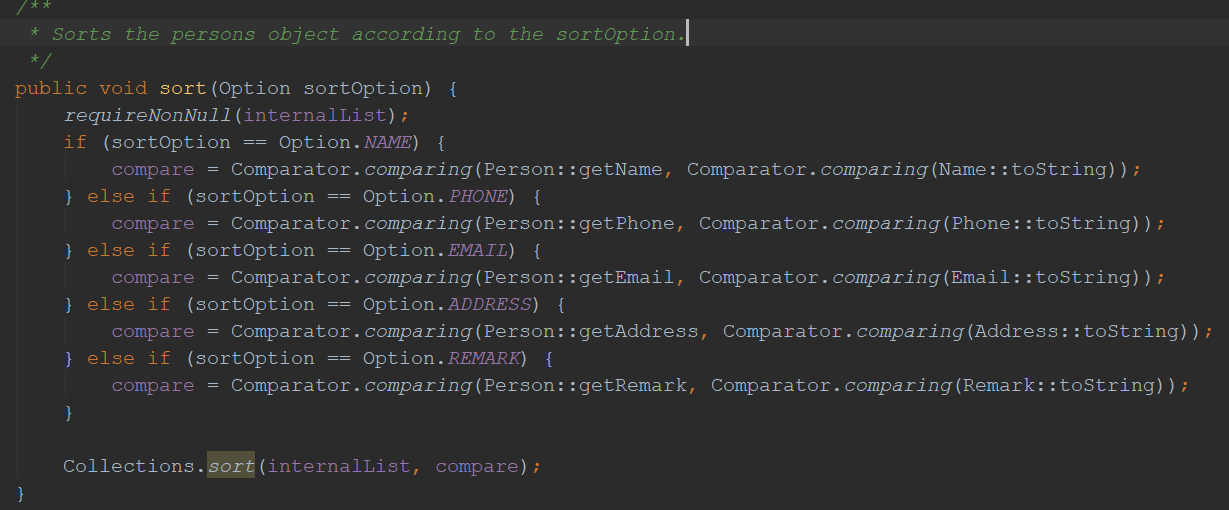 /**
 * Sorts the persons object according to the sortOption.
 */
public void sort(Option sortOption) {
    requireNonNull(internalList);
    if (sortOption == Option.NAME) {
        compare = Comparator.comparing(Person::getName, Comparator.comparing(Name::toString));
    } else if (sortOption == Option.PHONE) {
        compare = Comparator.comparing(Person::getPhone, Comparator.comparing(Phone::toString));
    } else if (sortOption == Option.EMAIL) {
        compare = Comparator.comparing(Person::getEmail, Comparator.comparing(Email::toString));
    } else if (sortOption == Option.ADDRESS) {
        compare = Comparator.comparing(Person::getAddress, Comparator.comparing(Address::toString));
    } else if (sortOption == Option.REMARK) {
        compare = Comparator.comparing(Person::getRemark, Comparator.comparing(Remark::toString));
    }

    Collections.sort(internalList, compare);
}